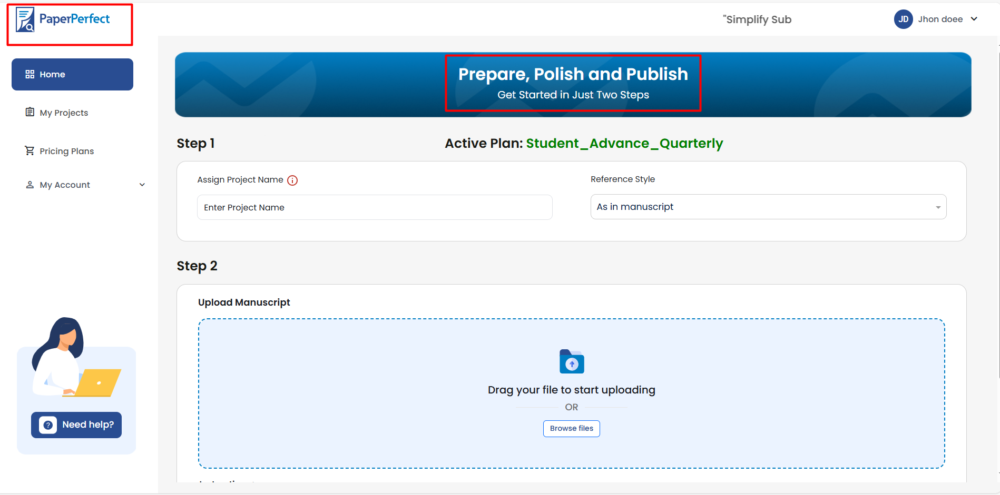 PaperPerfect
"Simplify Sub
JD Jhon doee
Home
My Projects
Pricing Plans
My Account
Need help?
Prepare, Polish and Publish
Get Started in Just Two Steps
Step 1
Active Plan: Student_Advance_Quarterly
Assign Project Name
Enter Project Name
Reference Style
As in manuscript
Step 2
Upload Manuscript
Drag your file to start uploading
OR
Browse files